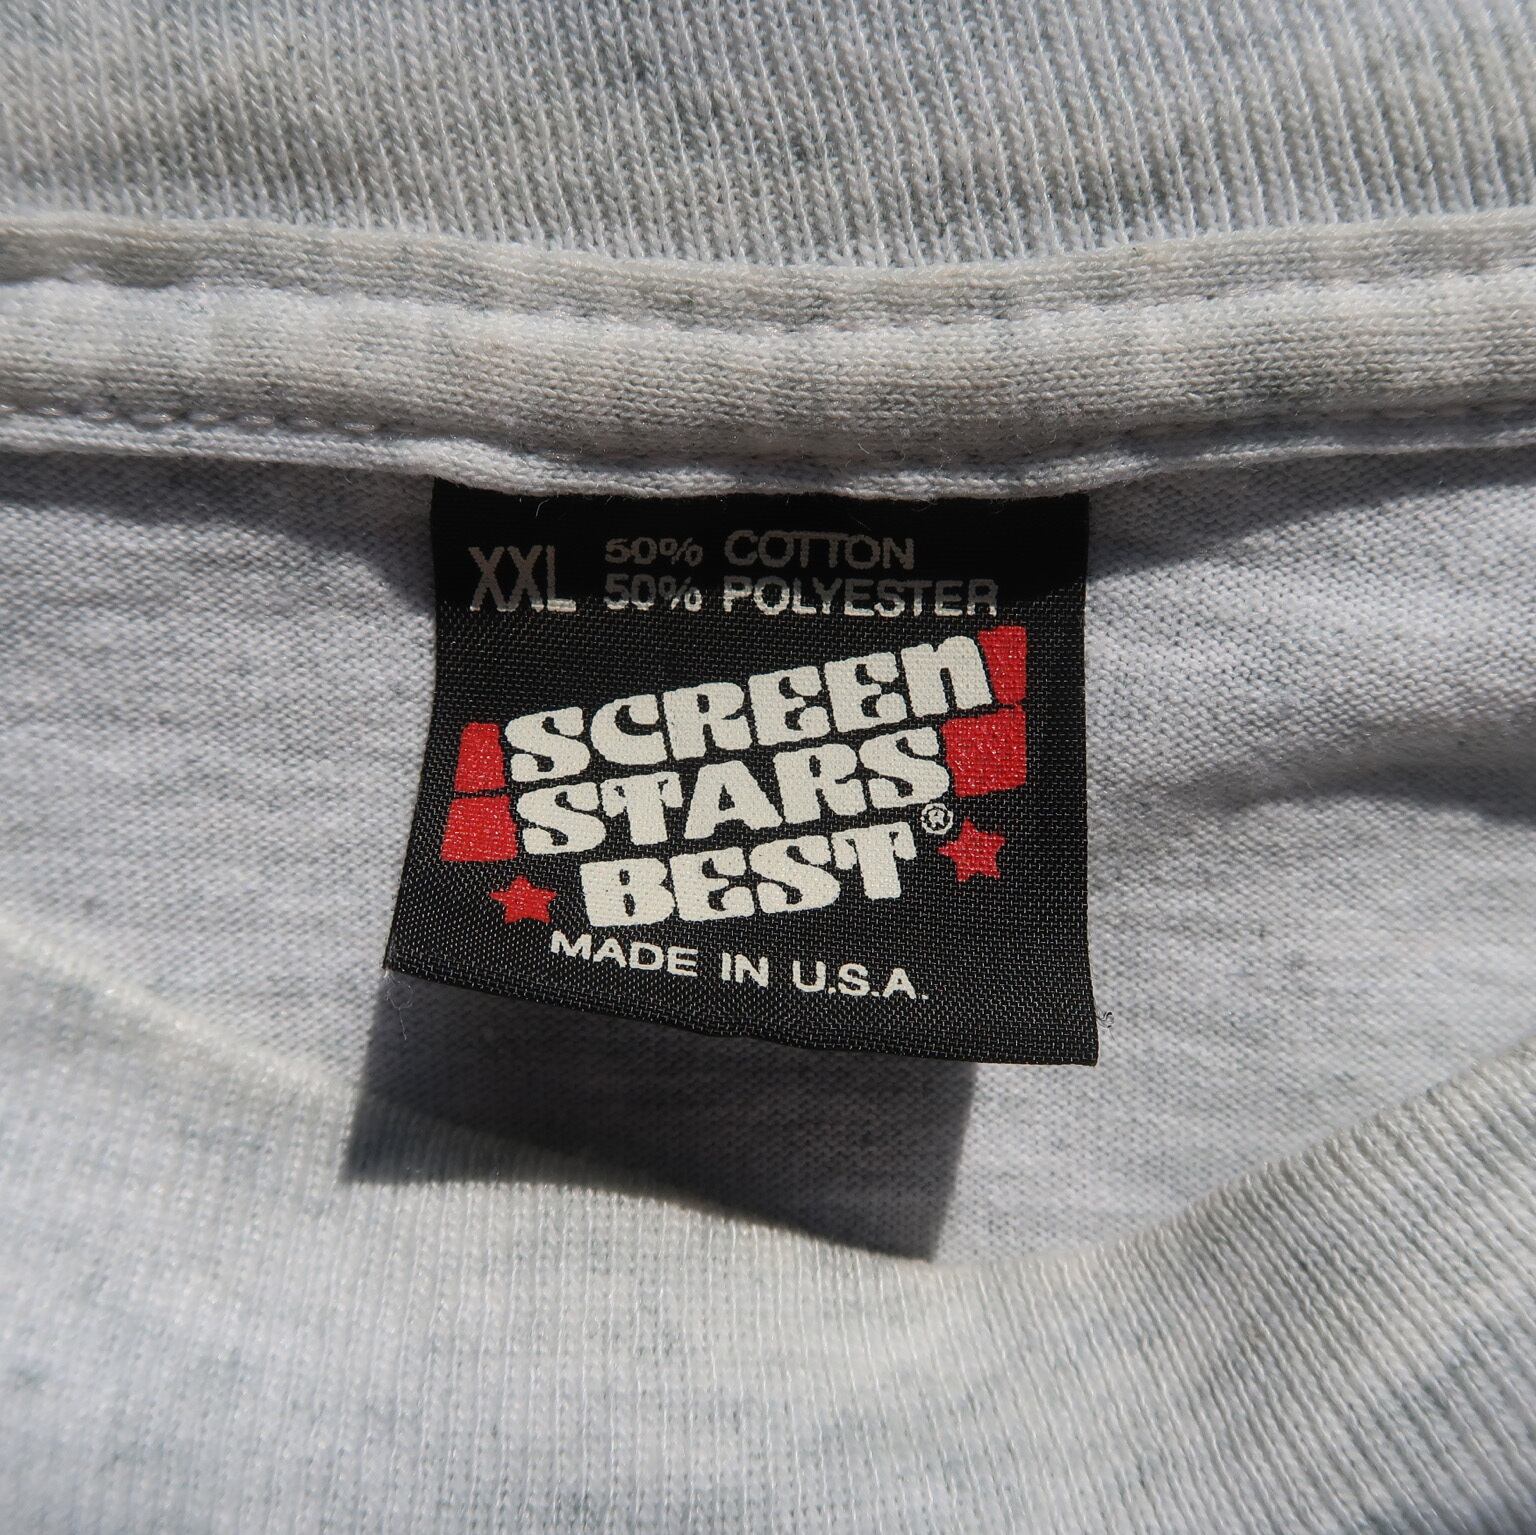 XXL 50% COTTON
50% POLYESTER
SCREEN
STARS
BEST®
MADE IN U.S.A.